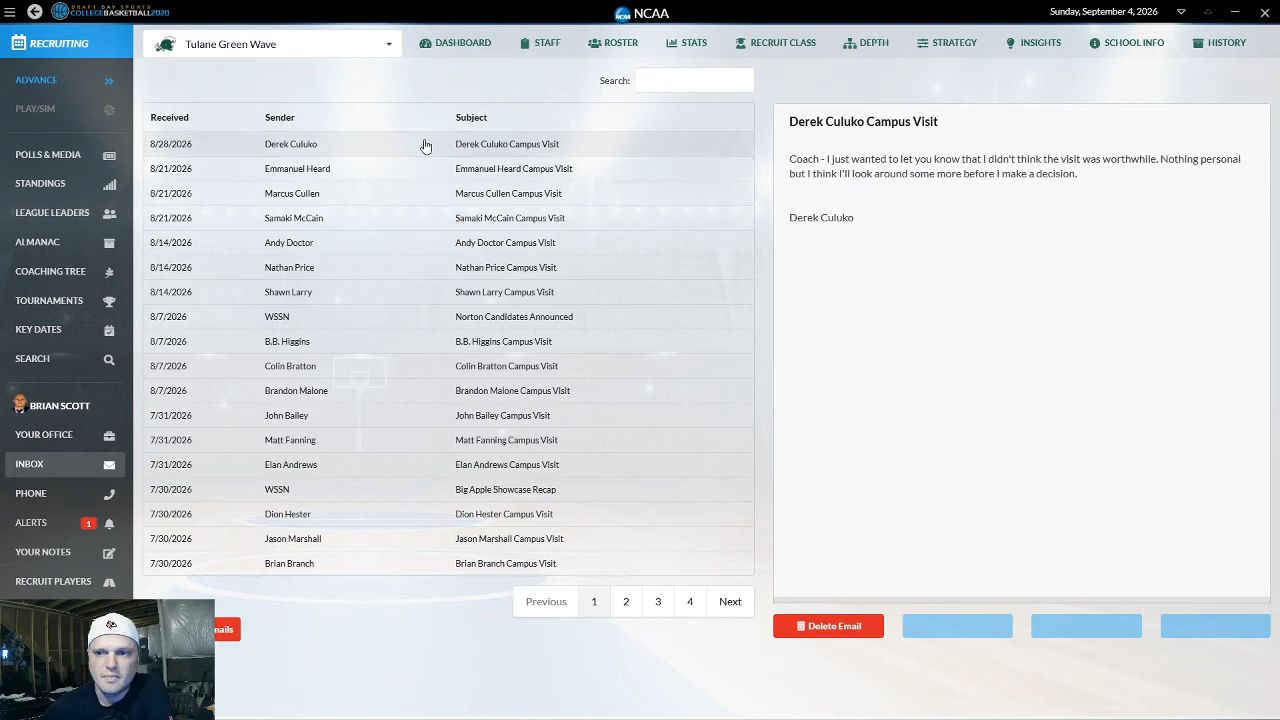 DRAFT DAY SPORTS
COLLEGE BASKETBALL 2020
NCAA
Sunday, September 4, 2026
RECRUITING
Tulane Green Wave
DASHBOARD
STAFF
ROSTER
STATS
RECRUIT CLASS
DEPTH
STRATEGY
INSIGHTS
SCHOOL INFO
HISTORY
ADVANCE
PLAY/SIM
POLLS & MEDIA
STANDINGS
LEAGUE LEADERS
ALMANAC
COACHING TREE
TOURNAMENTS
KEY DATES
SEARCH
BRIAN SCOTT
YOUR OFFICE
INBOX
PHONE
ALERTS 1
YOUR NOTES
RECRUIT PLAYERS
Search:
Received Sender Subject
8/28/2026 Derek Culuko Derek Culuko Campus Visit
8/21/2026 Emmanuel Heard Emmanuel Heard Campus Visit
8/21/2026 Marcus Cullen Marcus Cullen Campus Visit
8/21/2026 Samaki McCain Samaki McCain Campus Visit
8/14/2026 Andy Doctor Andy Doctor Campus Visit
8/14/2026 Nathan Price Nathan Price Campus Visit
8/14/2026 Shawn Larry Shawn Larry Campus Visit
8/7/2026 WSSN Norton Candidates Announced
8/7/2026 B.B. Higgins B.B. Higgins Campus Visit
8/7/2026 Colin Bratton Colin Bratton Campus Visit
8/7/2026 Brandon Malone Brandon Malone Campus Visit
7/31/2026 John Bailey John Bailey Campus Visit
7/31/2026 Matt Fanning Matt Fanning Campus Visit
7/31/2026 Elan Andrews Elan Andrews Campus Visit
7/30/2026 WSSN Big Apple Showcase Recap
7/30/2026 Dion Hester Dion Hester Campus Visit
7/30/2026 Jason Marshall Jason Marshall Campus Visit
7/30/2026 Brian Branch Brian Branch Campus Visit
Previous 1 2 3 4 Next
ails
Derek Culuko Campus Visit
Coach - I just wanted to let you know that I didn't think the visit was worthwhile. Nothing personal
but I think I'll look around some more before I make a decision.
Derek Culuko
Delete Email